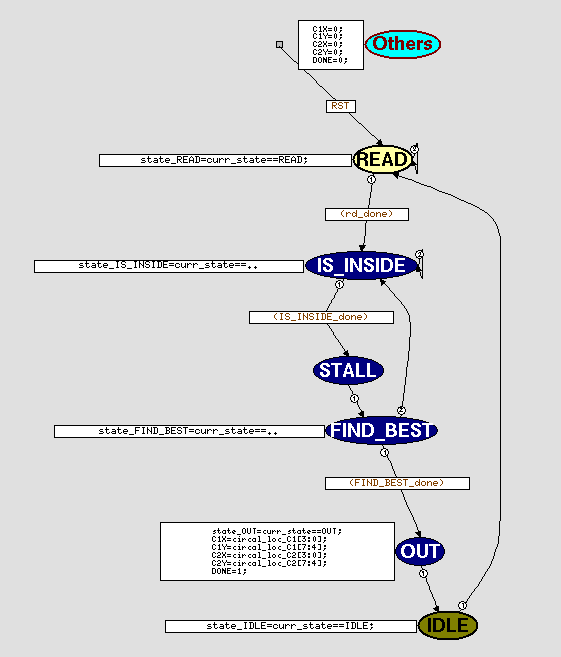 C1X=0;
C1Y=0;
C2X=0;
C2Y=0;
DONE=0;
Others
RST
state_READ=curr_state==READ;
READ
2
1
(rd_done)
state_IS_INSIDE=curr_state==..
IS_INSIDE
2
1
(IS_INSIDE_done)
STALL
1
2
state_FIND_BEST=curr_state==..
FIND_BEST
1
(FIND_BEST_done)
state_OUT=curr_state==OUT;
C1X=circal_loc_C1[3:0];
C1Y=circal_loc_C1[7:4];
C2X=circal_loc_C2[3:0];
C2Y=circal_loc_C2[7:4];
DONE=1;
OUT
1
1
state_IDLE=curr_state==IDLE;
IDLE